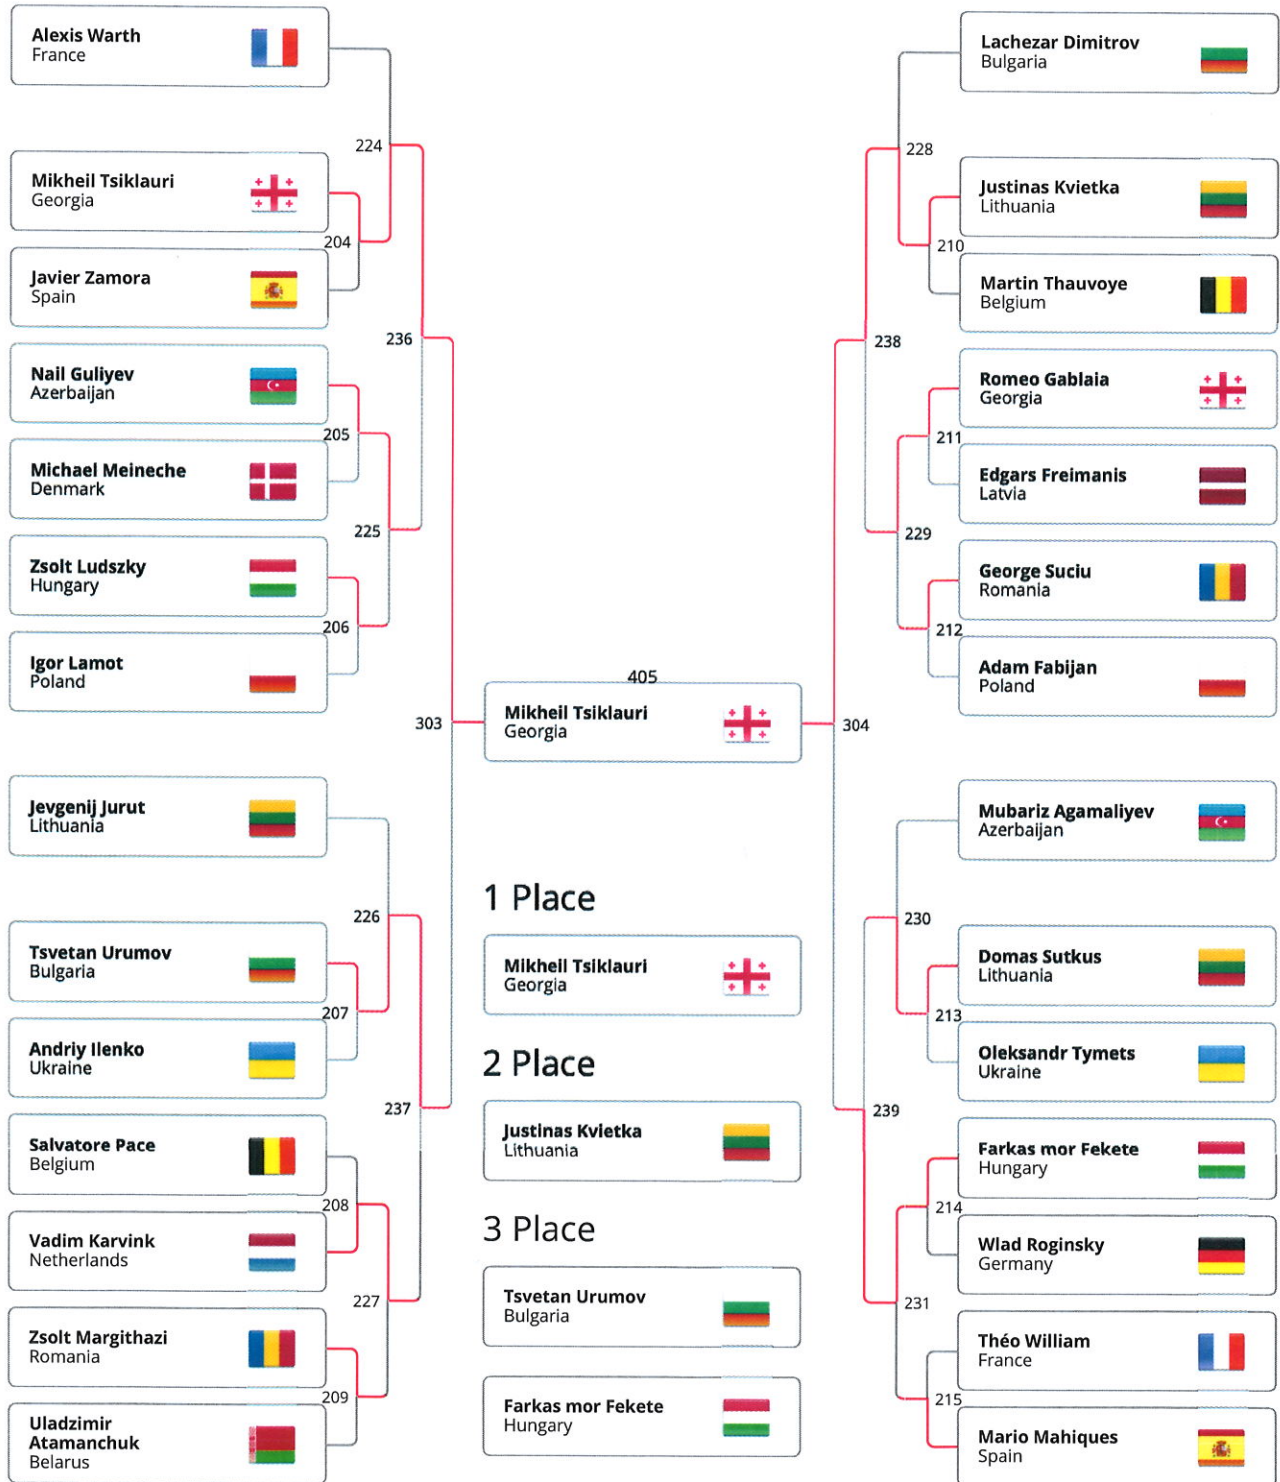 Alexis Warth
France
224
Mikheil Tsiklauri
Georgia
204
Javier Zamora
Spain
236
Nail Guliyev
Azerbaijan
205
Michael Meineche
Denmark
225
Zsolt Ludszky
Hungary
206
Igor Lamot
Poland
303
Jevgenij Jurut
Lithuania
226
Tsvetan Urumov
Bulgaria
207
Andriy Ilenko
Ukraine
237
Salvatore Pace
Belgium
208
Vadim Karvink
Netherlands
227
Zsolt Margithazi
Romania
209
Uladzimir
Atamanchuk
Belarus
405
Mikheil Tsiklauri
Georgia
1 Place
Mikheil Tsiklauri
Georgia
2 Place
Justinas Kvietka
Lithuania
3 Place
Tsvetan Urumov
Bulgaria
Farkas mor Fekete
Hungary
Lachezar Dimitrov
Bulgaria
228
Justinas Kvietka
Lithuania
210
Martin Thauvoye
Belgium
238
Romeo Gablaia
Georgia
211
Edgars Freimanis
Latvia
229
George Suciu
Romania
212
Adam Fabijan
Poland
304
Mubariz Agamaliyev
Azerbaijan
230
Domas Sutkus
Lithuania
213
Oleksandr Tymets
Ukraine
239
Farkas mor Fekete
Hungary
214
Wlad Roginsky
Germany
231
Théo William
France
215
Mario Mahiques
Spain